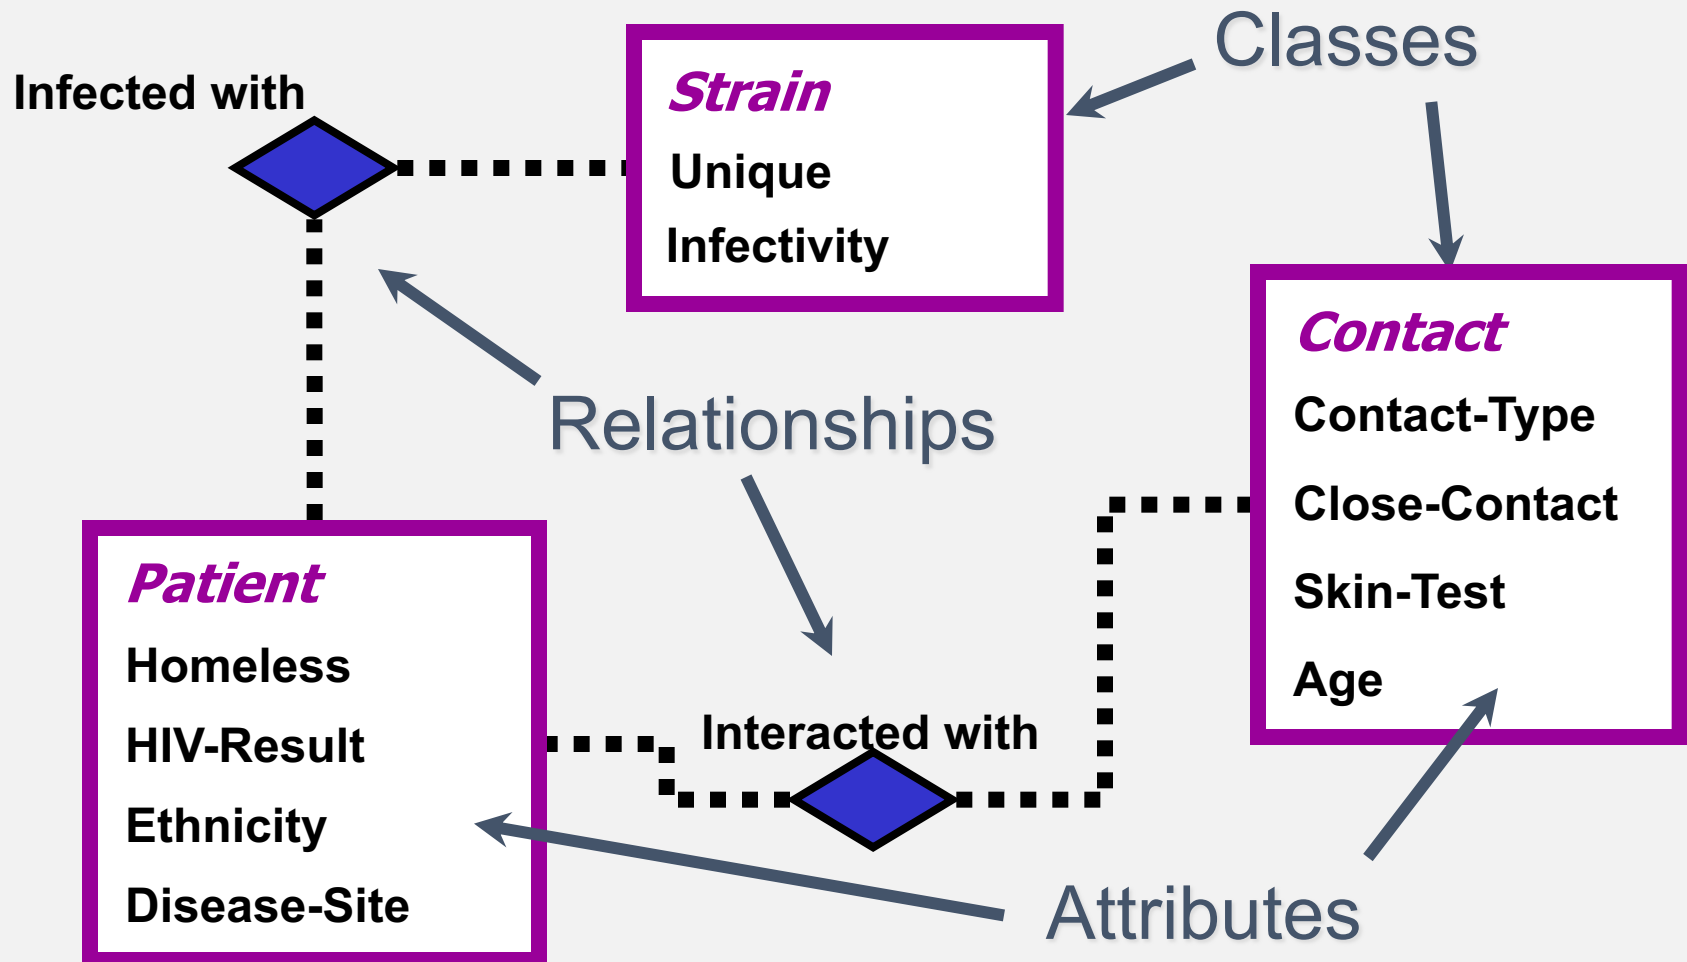 Classes
Infected with
Strain
Unique
Infectivity
Contact
Contact-Type
Close-Contact
Skin-Test
Age
Relationships
Patient
Homeless
HIV-Result
Ethnicity
Disease-Site
Interacted with
Attributes